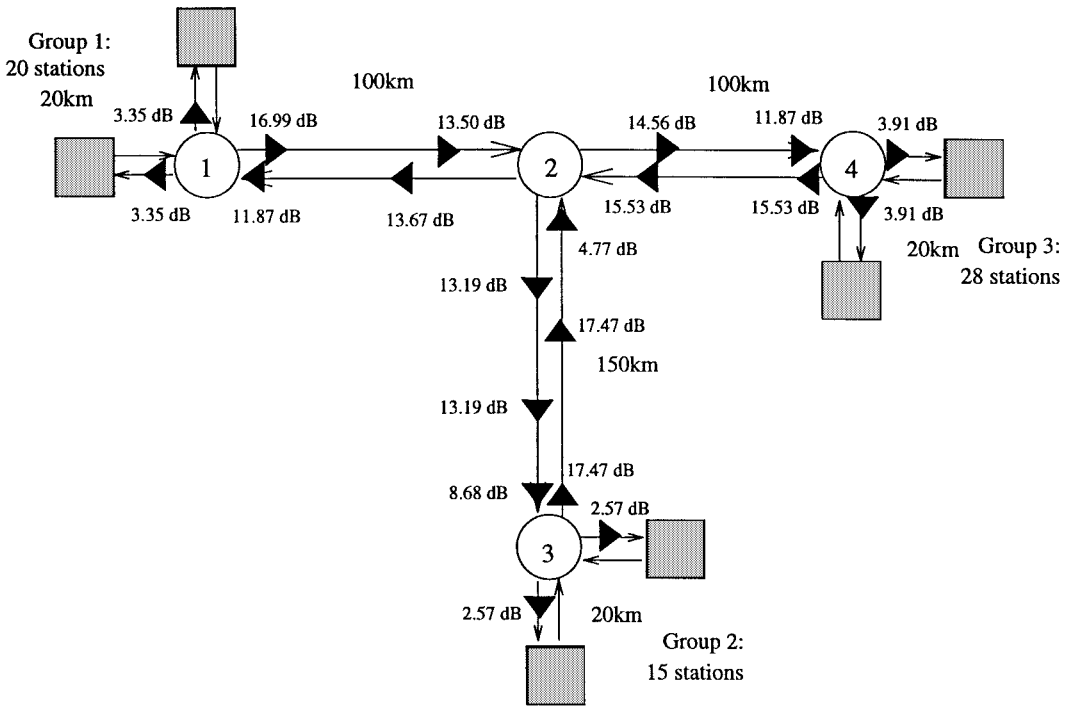 Group 1:
20 stations
20km
100km
100km
3.35 dB
16.99 dB
13.50 dB
14.56 dB
11.87 dB
3.91 dB
1
2
4
3.35 dB
11.87 dB
13.67 dB
15.53 dB
15.53 dB
3.91 dB
4.77 dB
20km
Group 3:
28 stations
13.19 dB
17.47 dB
150km
13.19 dB
17.47 dB
8.68 dB
2.57 dB
3
2.57 dB
20km
Group 2:
15 stations